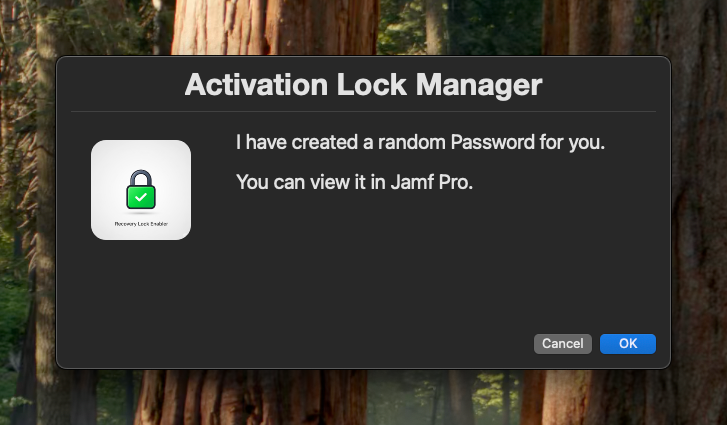 Activation Lock Manager
I have created a random Password for you.
You can view it in Jamf Pro.
Recovery Lock Enabler
Cancel
OK